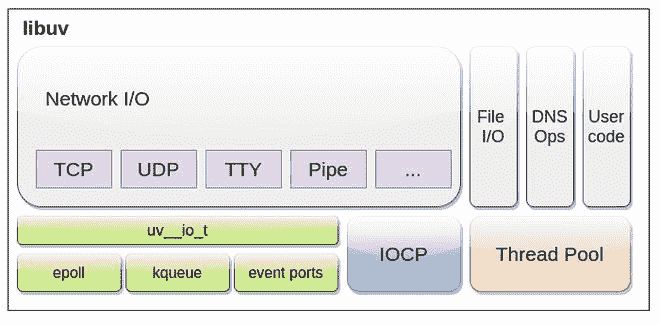 libuv
Network I/O
TCP
UDP
TTY
Pipe
...
File
I/O
DNS
Ops
User
code
uv__io_t
epoll
kqueue
event ports
IOCP
Thread Pool